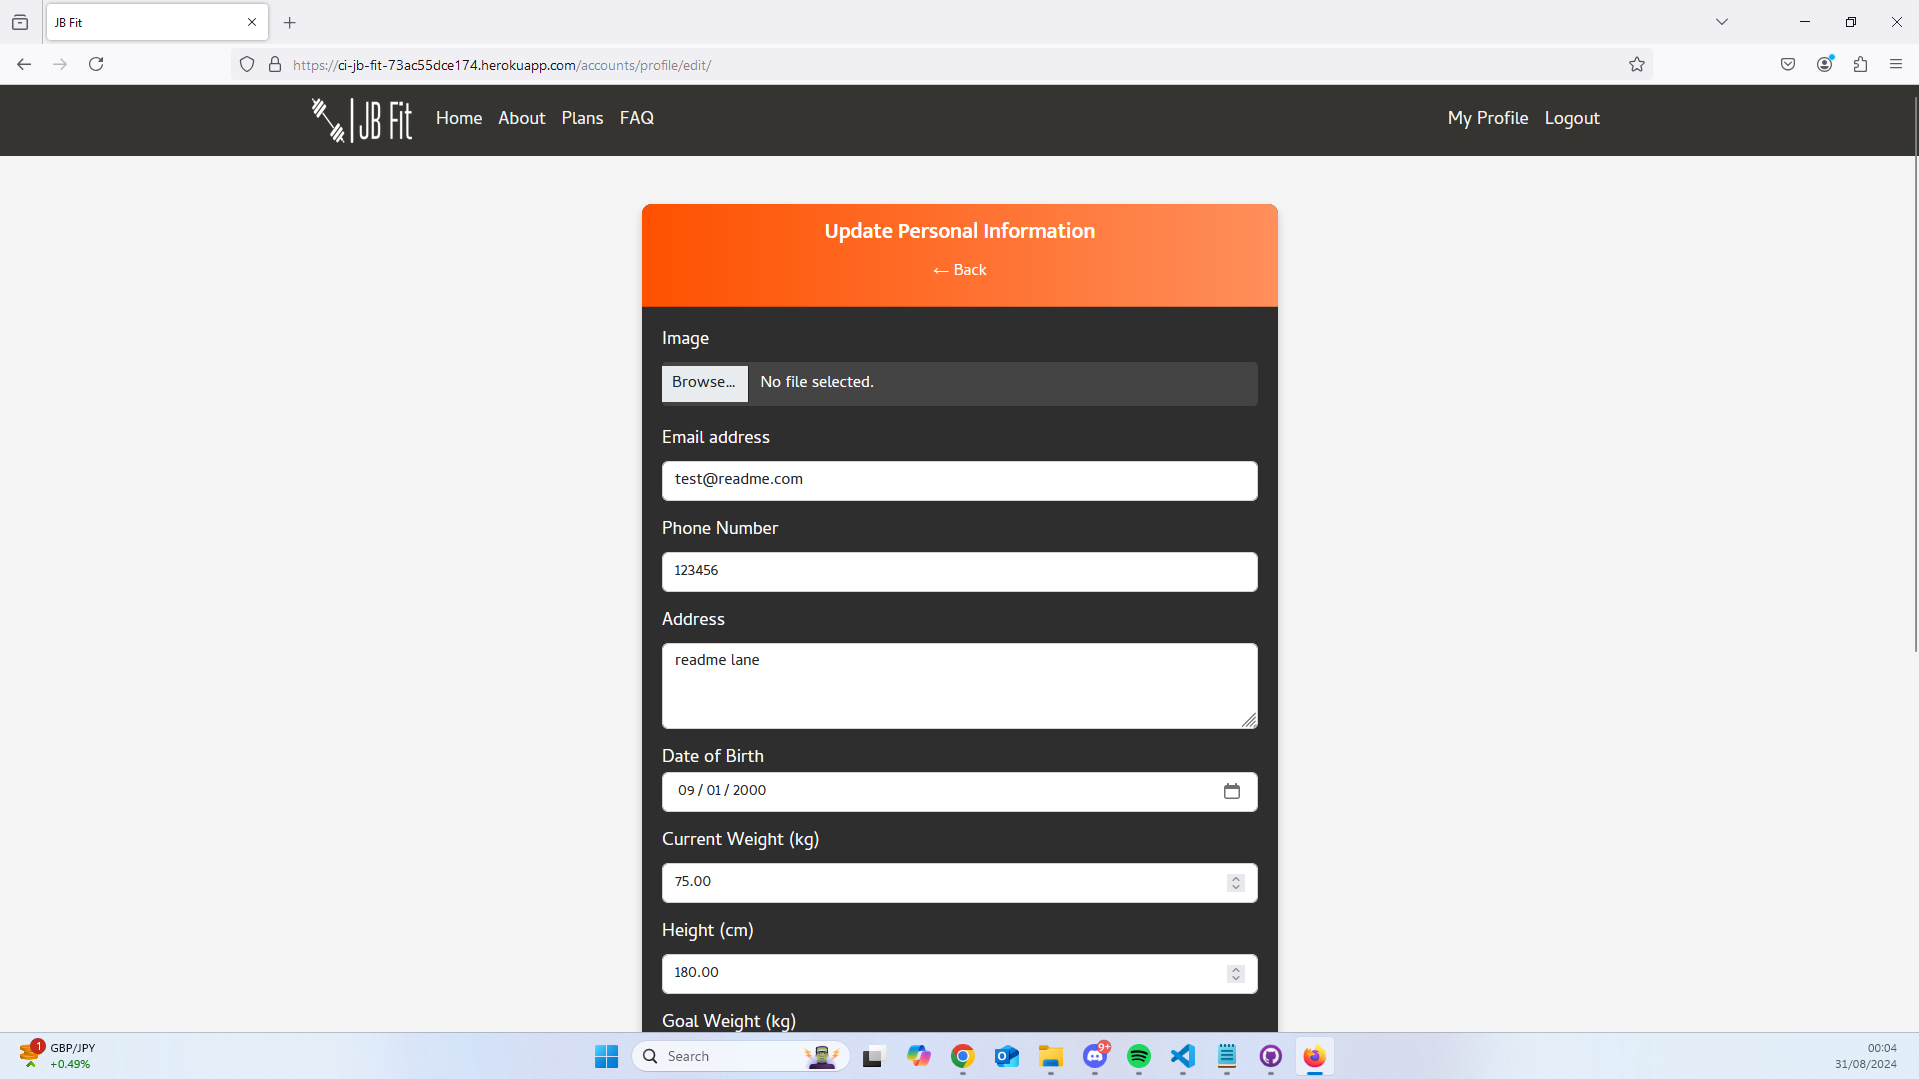 JB Fit
https://ci-jb-fit-73ac55dce174.herokuapp.com/accounts/profile/edit/
JB Fit Home About Plans FAQ My Profile Logout
Update Personal Information
← Back
Image
Browse... No file selected.
Email address
test@readme.com
Phone Number
123456
Address
readme lane
Date of Birth
09 / 01 / 2000
Current Weight (kg)
75.00
Height (cm)
180.00
Goal Weight (kg)
1 GBP/JPY
+0.49%
Search
9+
00:04
31/08/2024